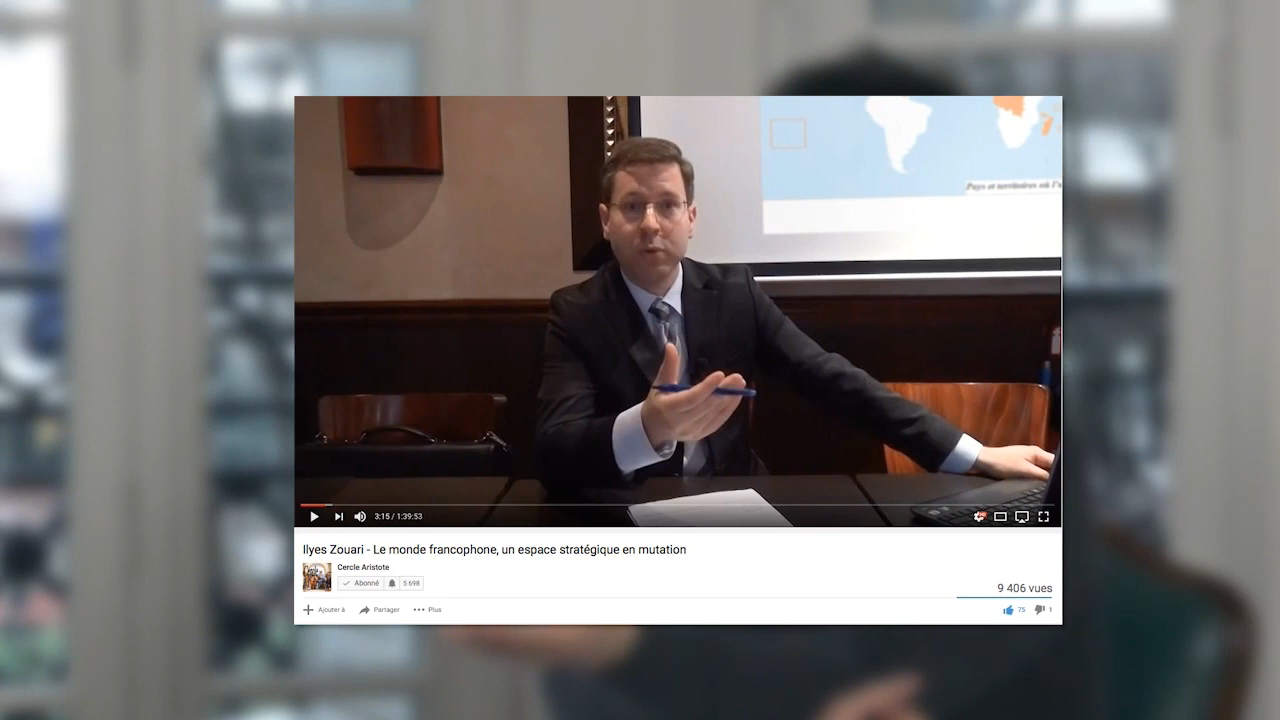 Pays et territoires où l'
3:15 / 1:39:53
HD
Ilyes Zouari - Le monde francophone, un espace stratégique en mutation
Cercle Aristote
Abonné 5 698
9 406 vues
Ajouter à Partager Plus 75 1